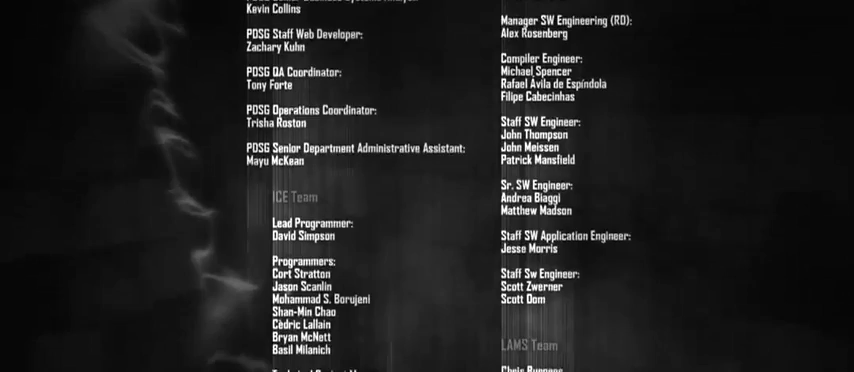 Kevin Collins
PDSG Staff Web Developer:
Zachary Kuhn
PDSG QA Coordinator:
Tony Forte
PDSG Operations Coordinator:
Trisha Roston
PDSG Senior Department Administrative Assistant:
Mayu McKean
ICE Team
Lead Programmer:
David Simpson
Programmers:
Cort Stratton
Jason Scanlin
Mohammad S. Borujeni
Shan-Min Chao
Cèdric Lallain
Bryan McNett
Basil Milanich
Manager SW Engineering (RD):
Alex Rosenberg
Compiler Engineer:
Michael Spencer
Rafael Ávila de Espíndola
Filipe Cabecinhas
Staff SW Engineer:
John Thompson
John Meissen
Patrick Mansfield
Sr. SW Engineer:
Andrea Biaggi
Matthew Madson
Staff SW Application Engineer:
Jesse Morris
Staff Sw Engineer:
Scott Zwerner
Scott Dom
LAMS Team